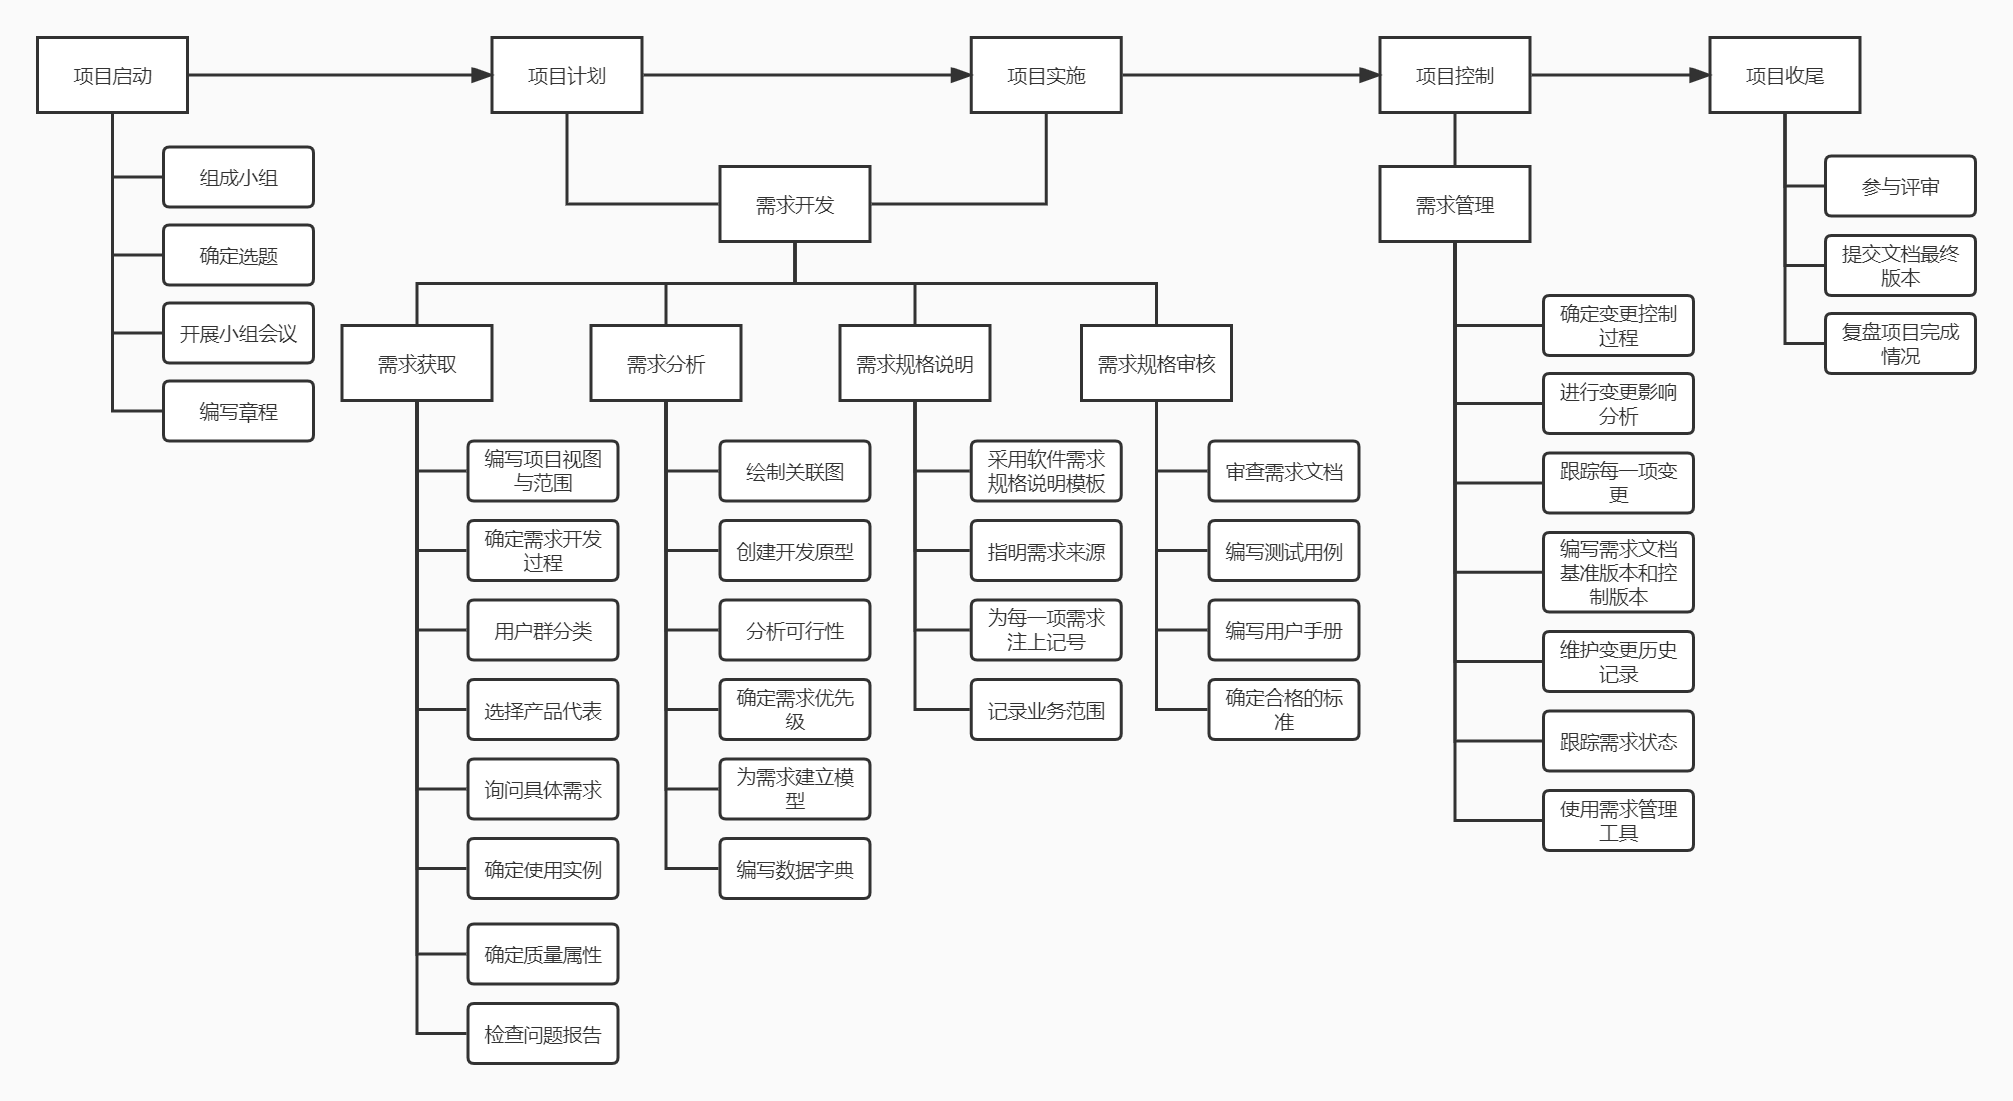 项目启动
项目计划
项目实施
项目控制
项目收尾
组成小组
确定选题
开展小组会议
编写章程
需求开发
需求获取
编写项目视图
与范围
确定需求开发
过程
用户群分类
选择产品代表
询问具体需求
确定使用实例
确定质量属性
检查问题报告
需求分析
绘制关联图
创建开发原型
分析可行性
确定需求优先
级
为需求建立模
型
编写数据字典
需求规格说明
采用软件需求
规格说明模板
指明需求来源
为每一项需求
注上记号
记录业务范围
需求规格审核
审查需求文档
编写测试用例
编写用户手册
确定合格的标
准
需求管理
确定变更控制
过程
进行变更影响
分析
跟踪每一项变
更
编写需求文档
基准版本和控
制版本
维护变更历史
记录
跟踪需求状态
使用需求管理
工具
参与评审
提交文档最终
版本
复盘项目完成
情况